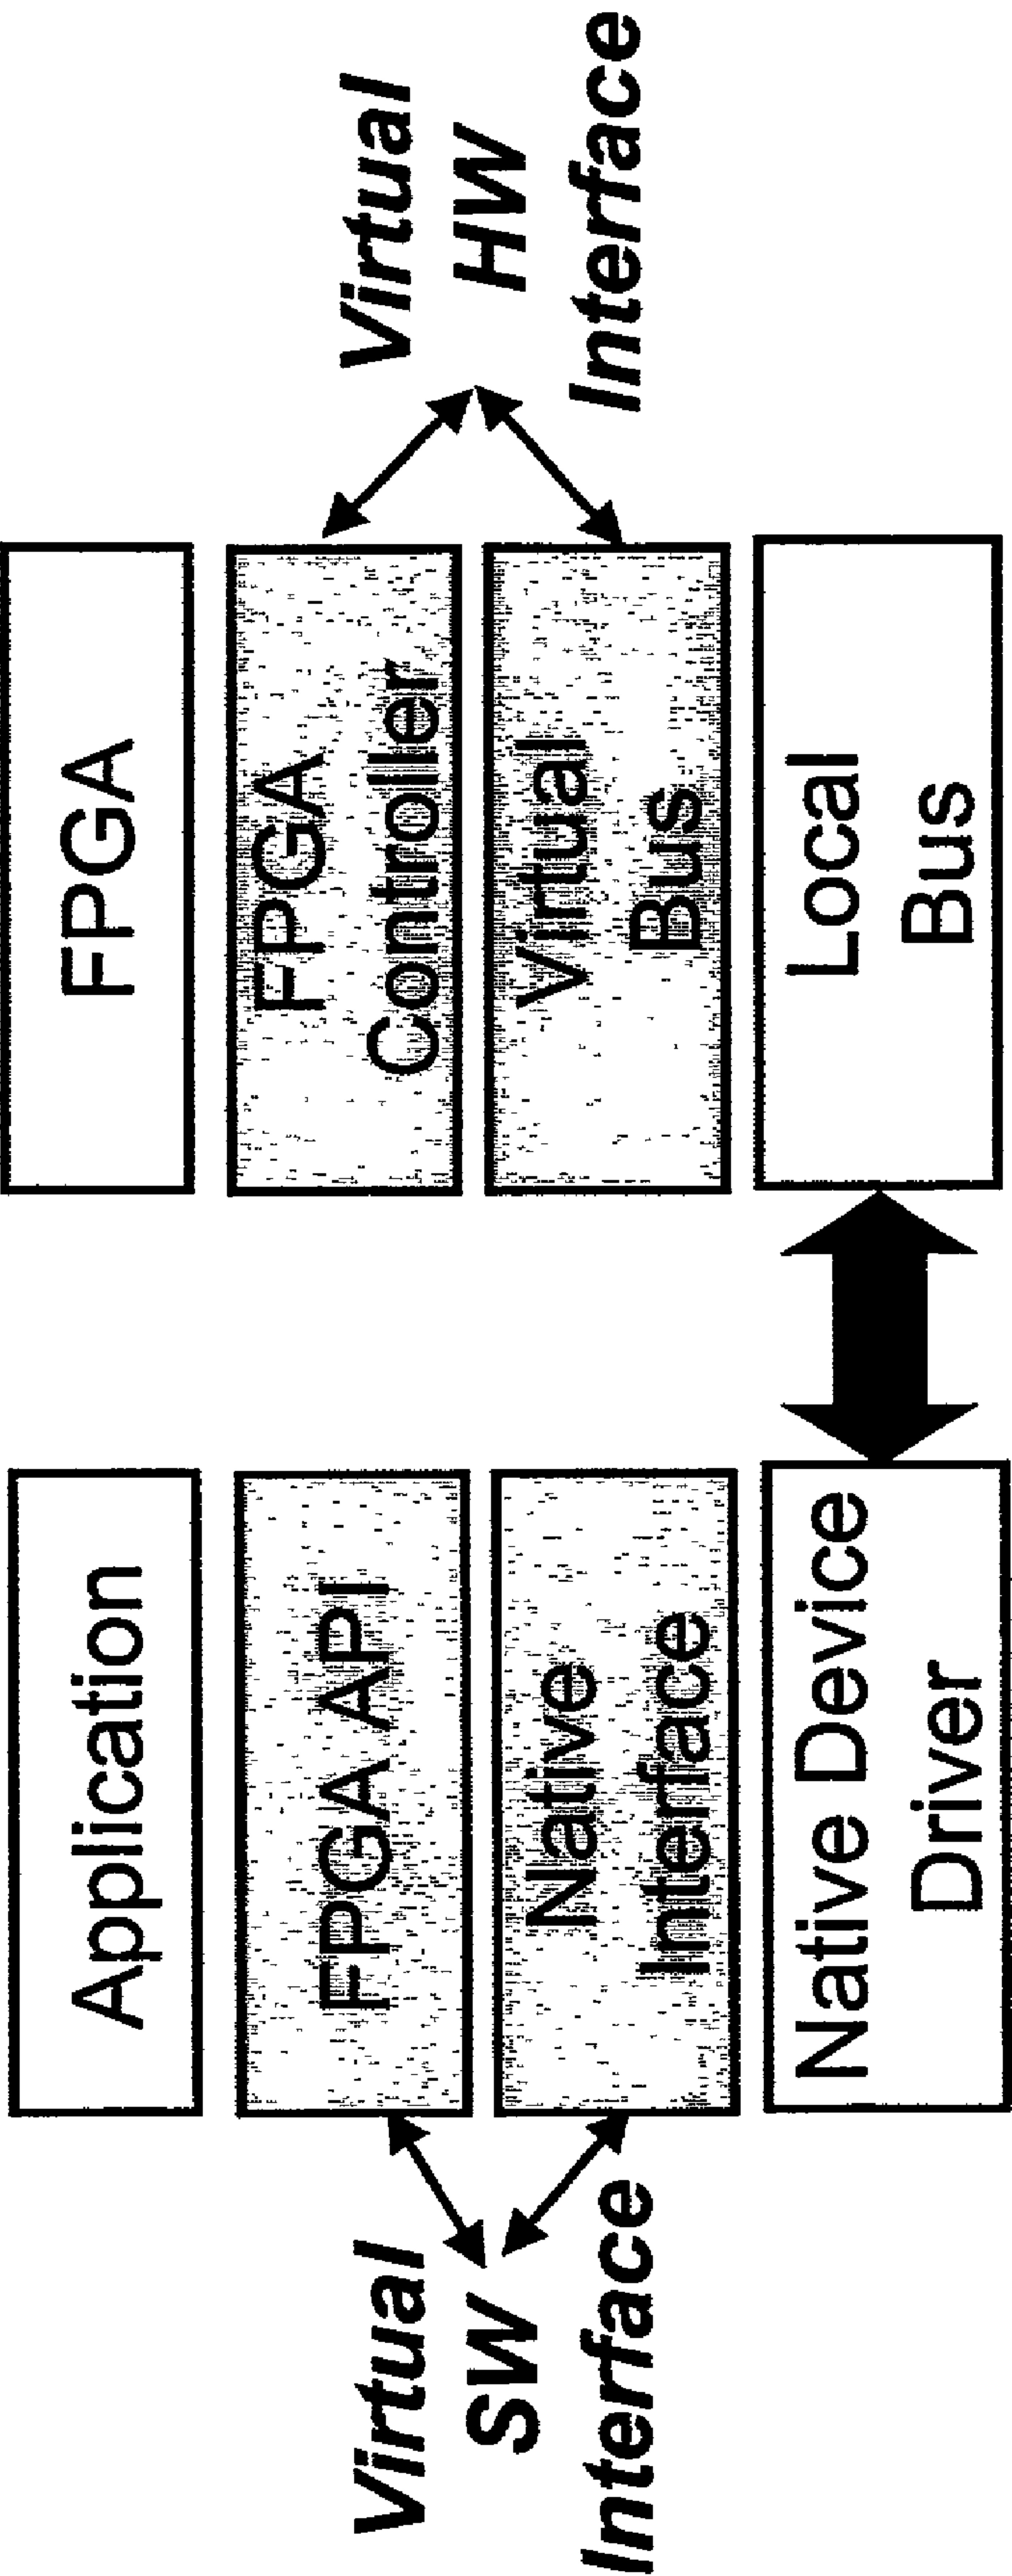 Application
FPGA
FPGA API
FPGA
Controller
Virtual
SW
Interface
Native
Interface
Virtual
Bus
Virtual
HW
Interface
Native Device
Driver
Local
Bus